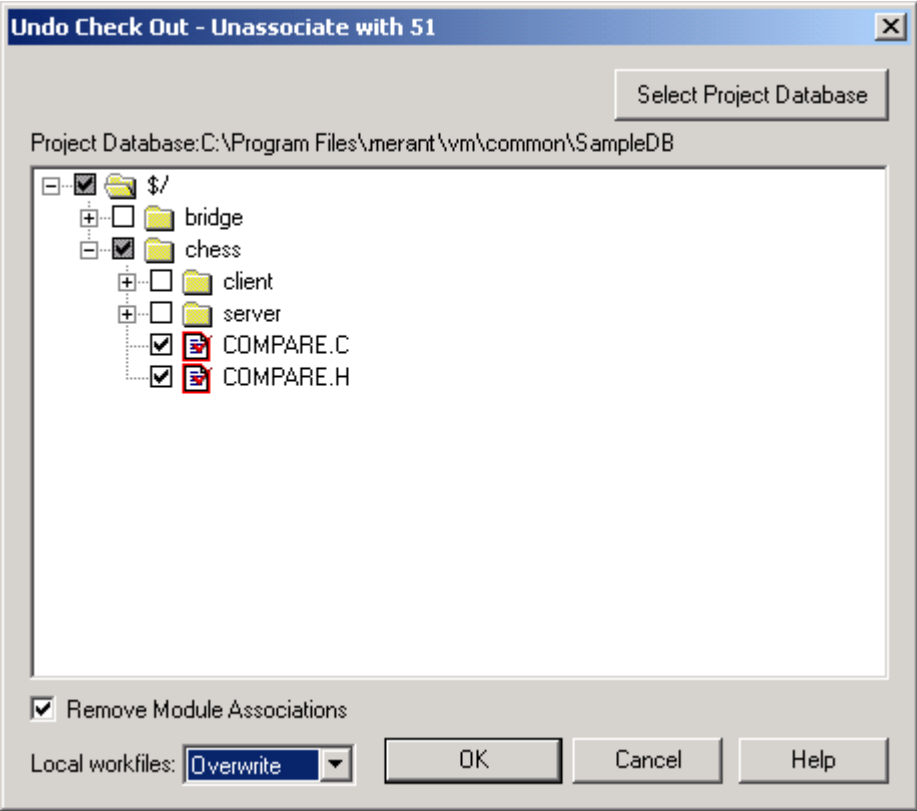 Undo Check Out - Unassociate with 51
Select Project Database
Project Database:C:\Program Files\merant\vm\common\SampleDB
$/
bridge
chess
client
server
COMPARE.C
COMPARE.H
Remove Module Associations
Local workfiles: Overwrite OK Cancel Help